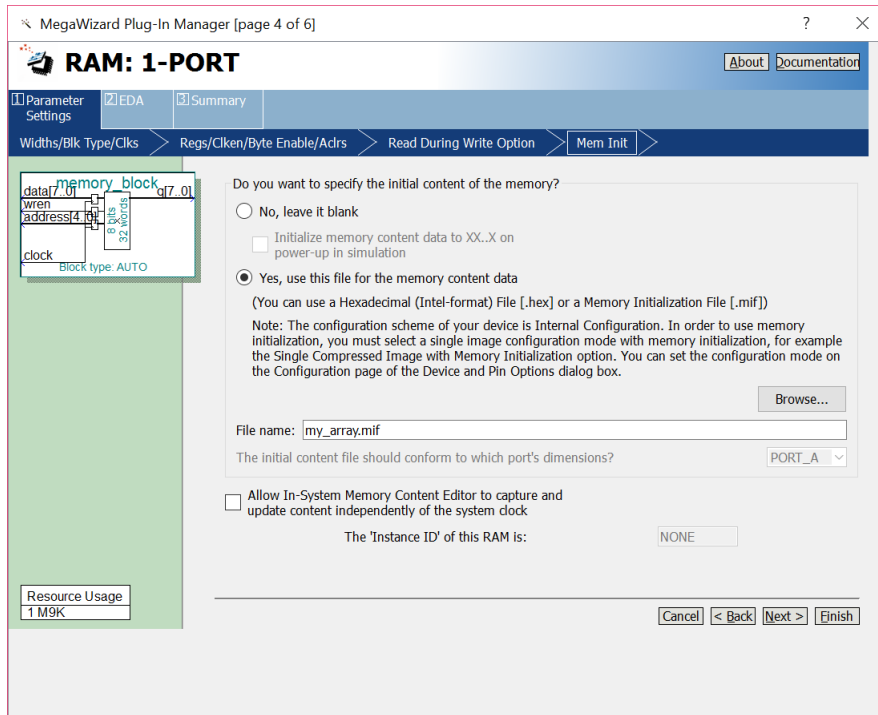 MegaWizard Plug-In Manager [page 4 of 6]
RAM: 1-PORT
About
Documentation
1 Parameter Settings
2 EDA
3 Summary
Widths/Blk Type/Clks
Regs/Clken/Byte Enable/Aclrs
Read During Write Option
Mem Init
memory_block
data[7..0]
q[7..0]
wren
address[4..0]
8 bits
32 words
clock
Block type: AUTO
Do you want to specify the initial content of the memory?
No, leave it blank
Initialize memory content data to XX..X on
power-up in simulation
Yes, use this file for the memory content data
(You can use a Hexadecimal (Intel-format) File [.hex] or a Memory Initialization File [.mif])
Note: The configuration scheme of your device is Internal Configuration. In order to use memory
initialization, you must select a single image configuration mode with memory initialization, for example
the Single Compressed Image with Memory Initialization option. You can set the configuration mode on
the Configuration page of the Device and Pin Options dialog box.
Browse...
File name: my_array.mif
The initial content file should conform to which port's dimensions? PORT_A
Allow In-System Memory Content Editor to capture and
update content independently of the system clock
The 'Instance ID' of this RAM is: NONE
Resource Usage
1 M9K
Cancel < Back Next > Finish